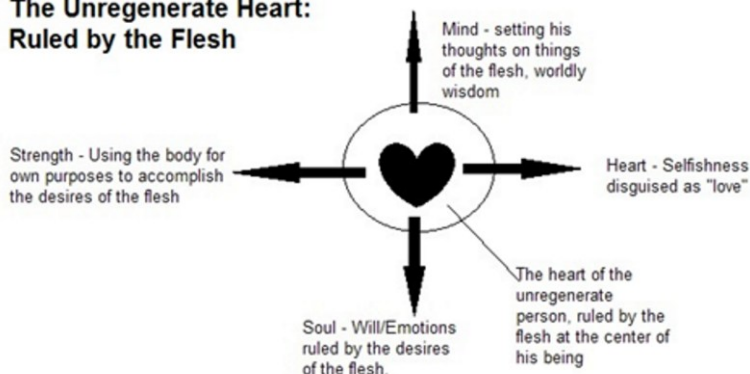 The Unregenerate Heart:
Ruled by the Flesh
Mind - setting his
thoughts on things
of the flesh, worldly
wisdom
Strength - Using the body for
own purposes to accomplish
the desires of the flesh
Heart - Selfishness
disguised as "love"
The heart of the
unregenerate
person, ruled by the
flesh at the center of
his being
Soul - Will/Emotions
ruled by the desires
of the flesh.